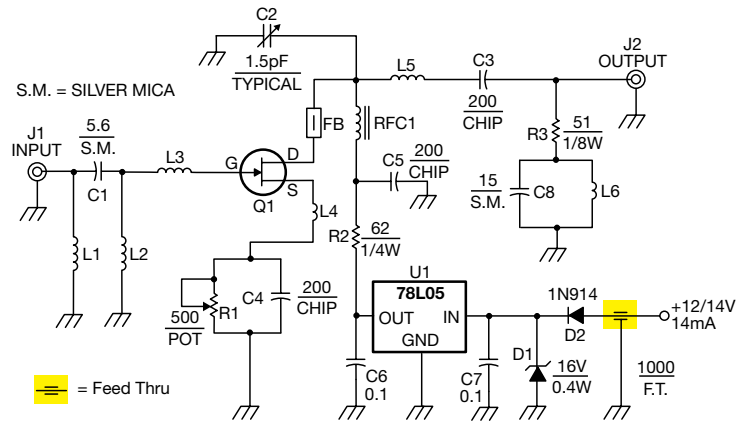 C2
1.5pF
TYPICAL
S.M. = SILVER MICA
J1
INPUT
5.6
S.M.
C1
L1
L2
L3
G
D
S
Q1
FB
L4
RFC1
L5
C3
200
CHIP
J2
OUTPUT
R3
51
1/8W
15
S.M.
C8
L6
C5
200
CHIP
R2
62
1/4W
500
POT
R1
C4
200
CHIP
U1
78L05
OUT
IN
GND
C6
0.1
C7
0.1
D1
16V
0.4W
1N914
D2
+12/14V
14mA
1000
F.T.
= Feed Thru